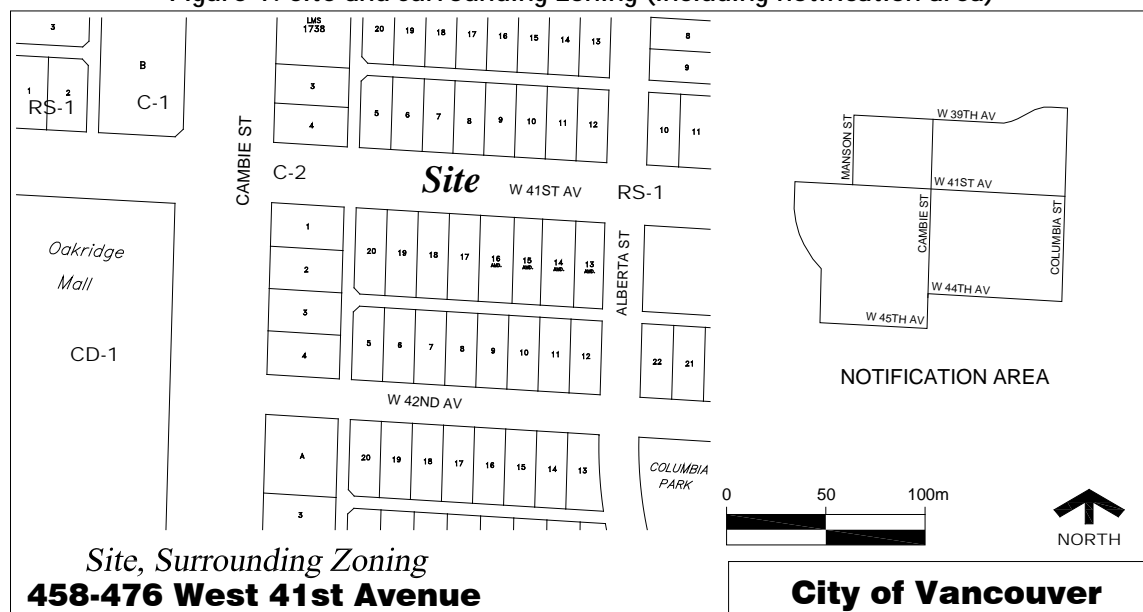 Figure 1: Site and surrounding zoning (including notification area)
3
1 2
RS-1
B
C-1
CAMBIE ST
LMS
1738
3
4
20 19 18 17 16 15 14 13
5 6 7 8 9 10 11 12
8
9
10 11
C-2
Site
W 41ST AV
RS-1
Oakridge
Mall
CD-1
1
2
3
4
20 19 18 17 16 AMD. 15 AMD. 14 AMD. 13 AMD.
5 6 7 8 9 10 11 12
ALBERTA ST
22 21
W 42ND AV
A
3
20 19 18 17 16 15 14 13
COLUMBIA
PARK
Site, Surrounding Zoning
458-476 West 41st Avenue
W 39TH AV
MANSON ST
W 41ST AV
CAMBIE ST
COLUMBIA ST
W 44TH AV
W 45TH AV
NOTIFICATION AREA
0 50 100m
NORTH
City of Vancouver